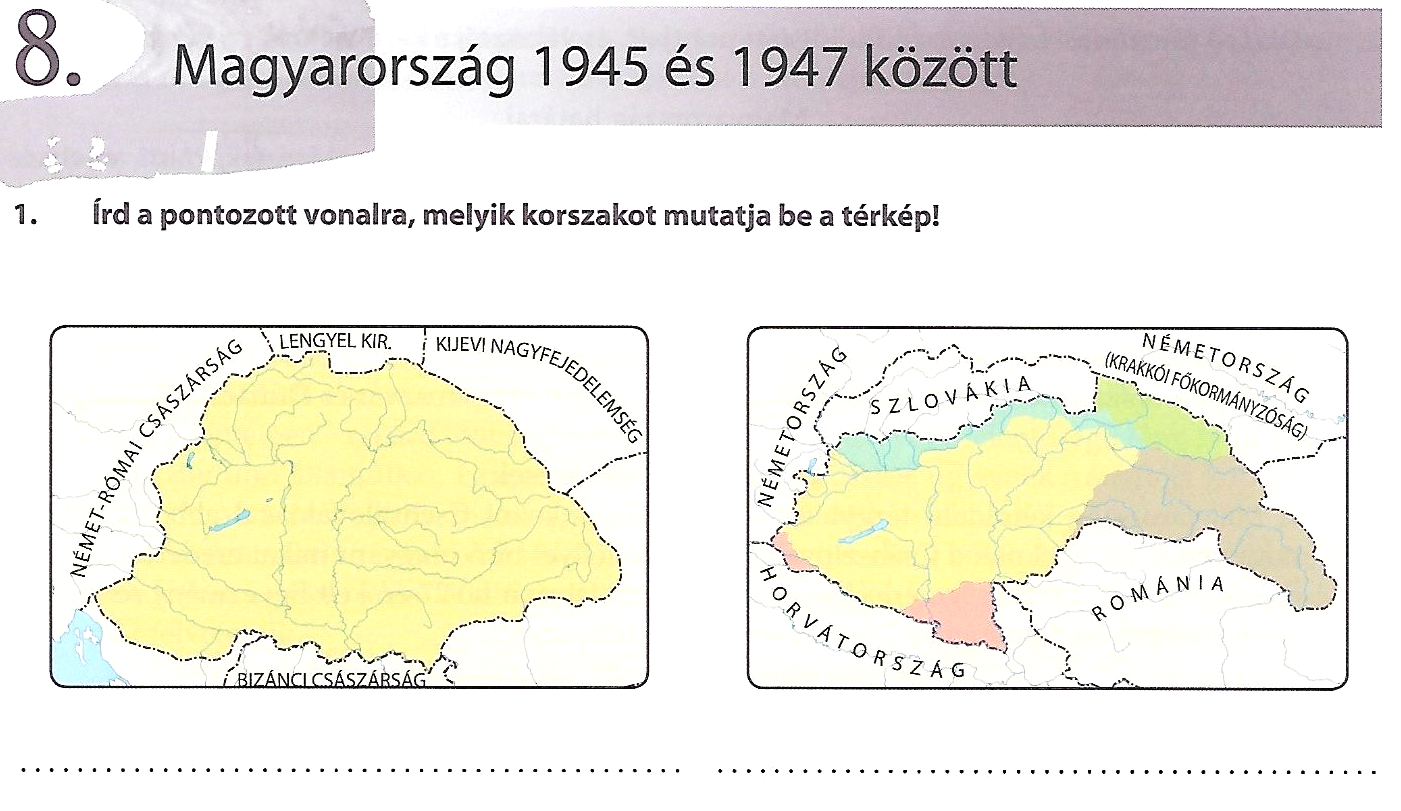 8.
Magyarország 1945 és 1947 között
1. Írd a pontozott vonalra, melyik korszakot mutatja be a térkép!
NÉMET-RÓMAI CSÁSZÁRSÁG
LENGYEL KIR.
KIJEVI NAGYFEJEDELEMSÉG
BIZÁNCI CSÁSZÁRSÁG
NÉMETORSZÁG
SZLOVÁKIA
NÉMETORSZÁG
(KRAKKÓI FŐKORMÁNYZÓSÁG)
HORVÁTORSZÁG
ROMÁNIA